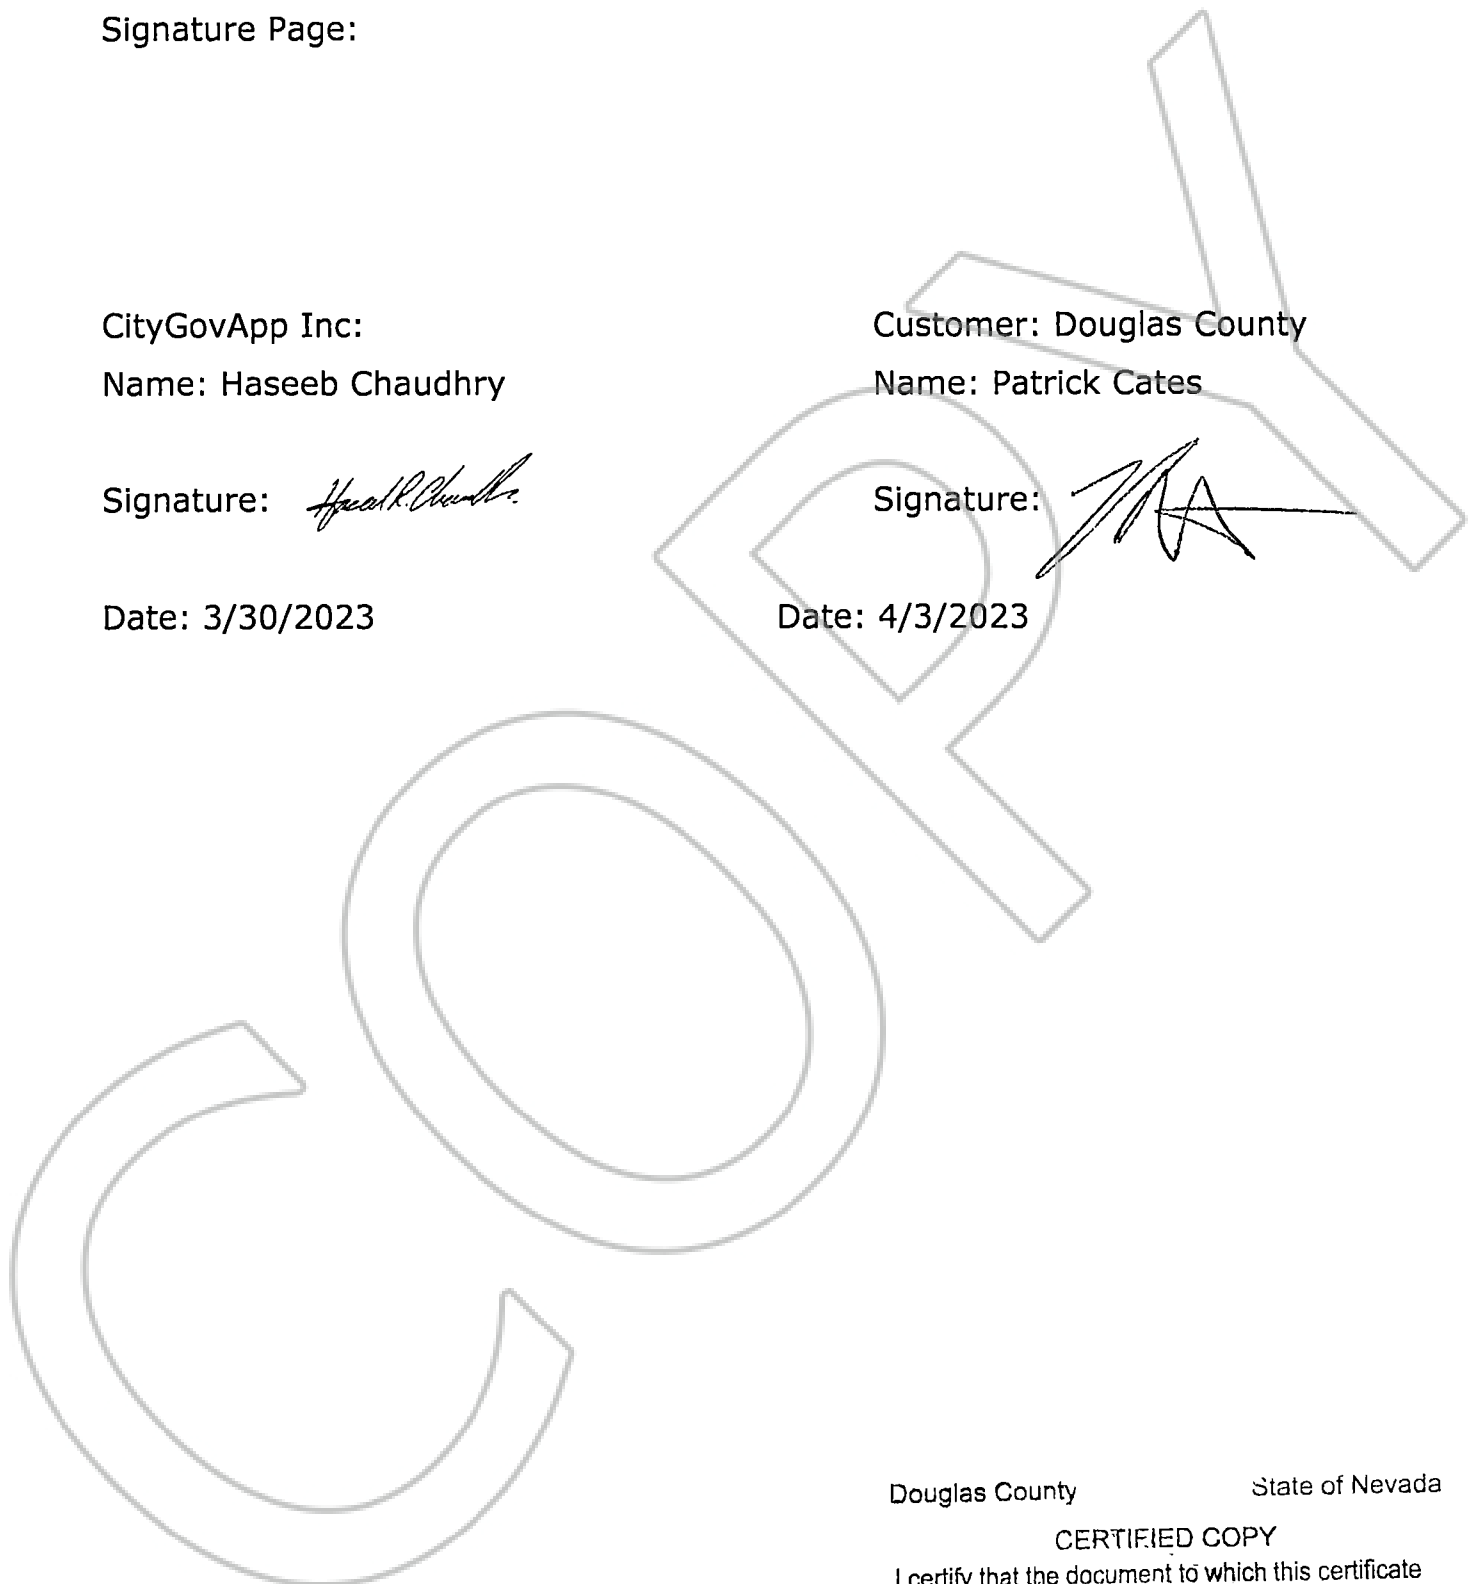 Signature Page:
CityGovApp Inc:
Name: Haseeb Chaudhry
Signature:
Date: 3/30/2023
Customer: Douglas County
Name: Patrick Cates
Signature:
Date: 4/3/2023
COPY
Douglas County State of Nevada
CERTIFIED COPY
I certify that the document to which this certificate